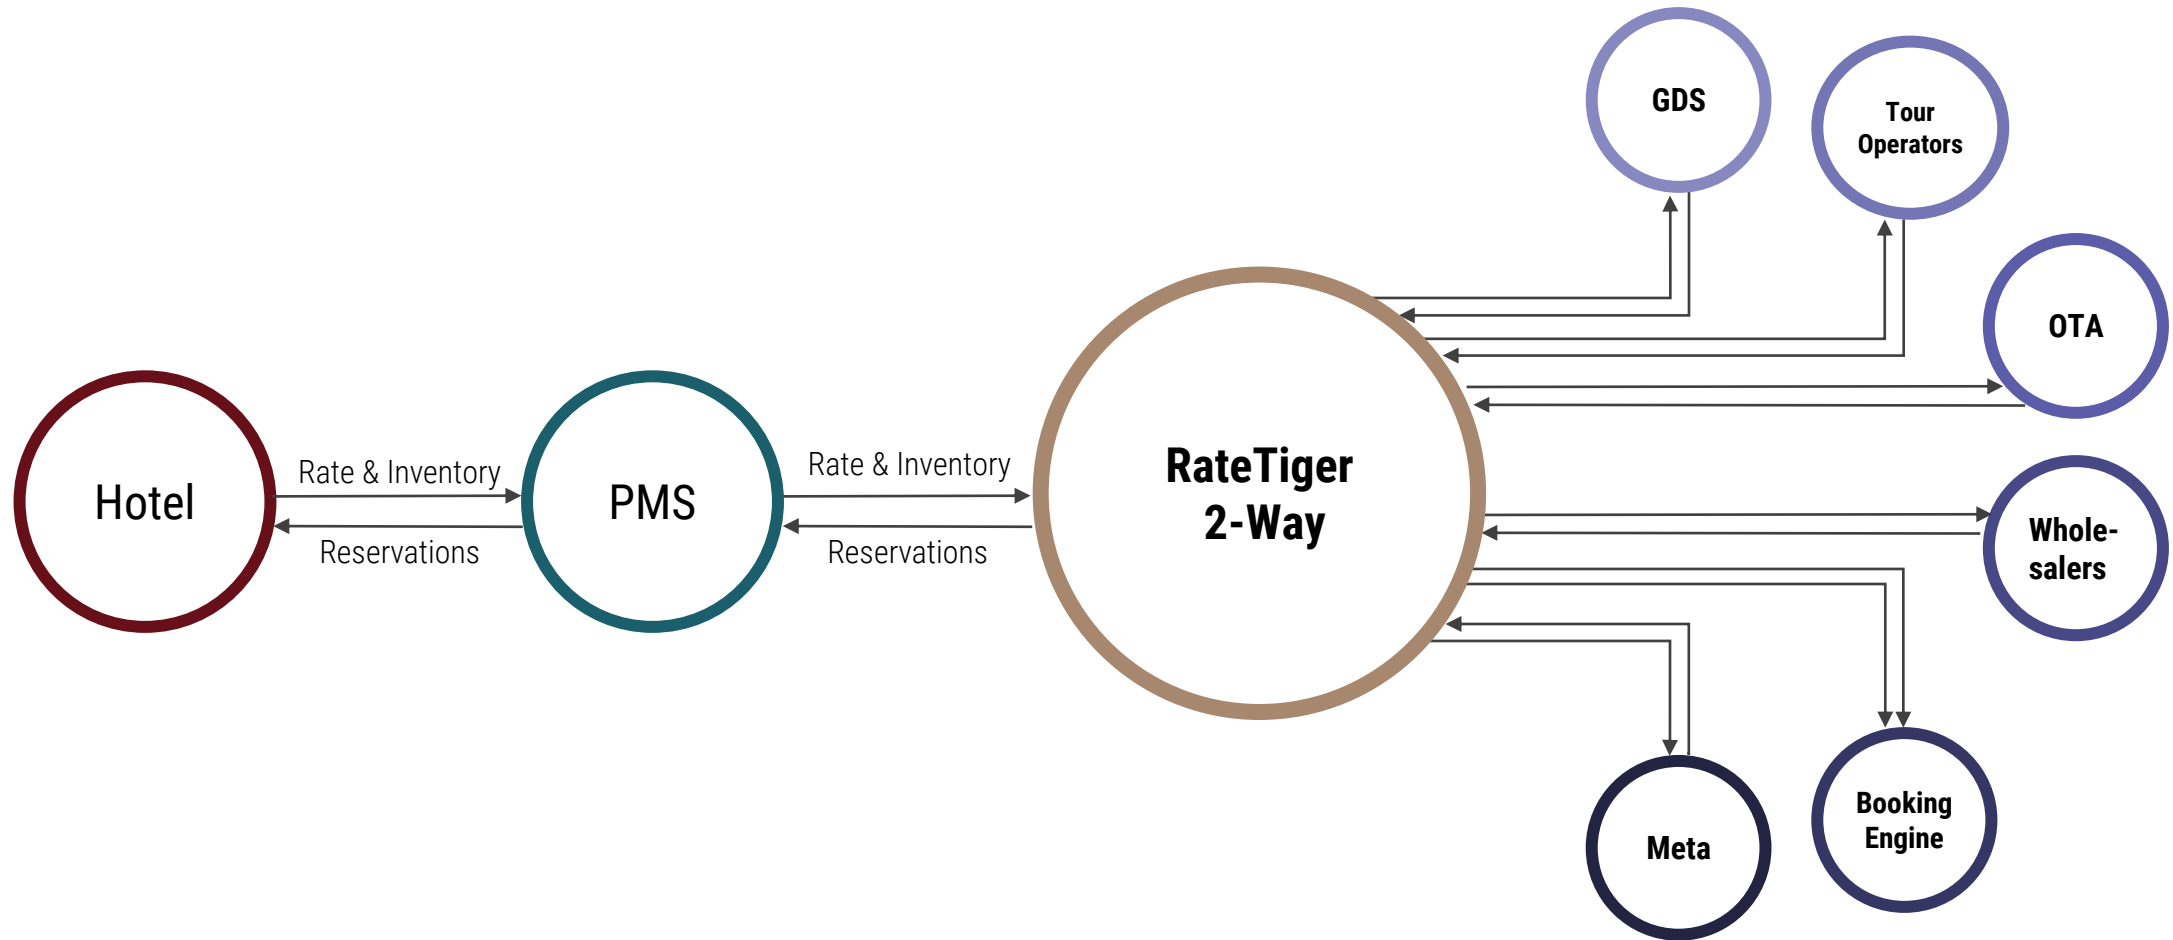 Hotel
Rate & Inventory
Reservations
PMS
Rate & Inventory
Reservations
RateTiger
2-Way
GDS
Tour
Operators
OTA
Whole-
salers
Booking
Engine
Meta